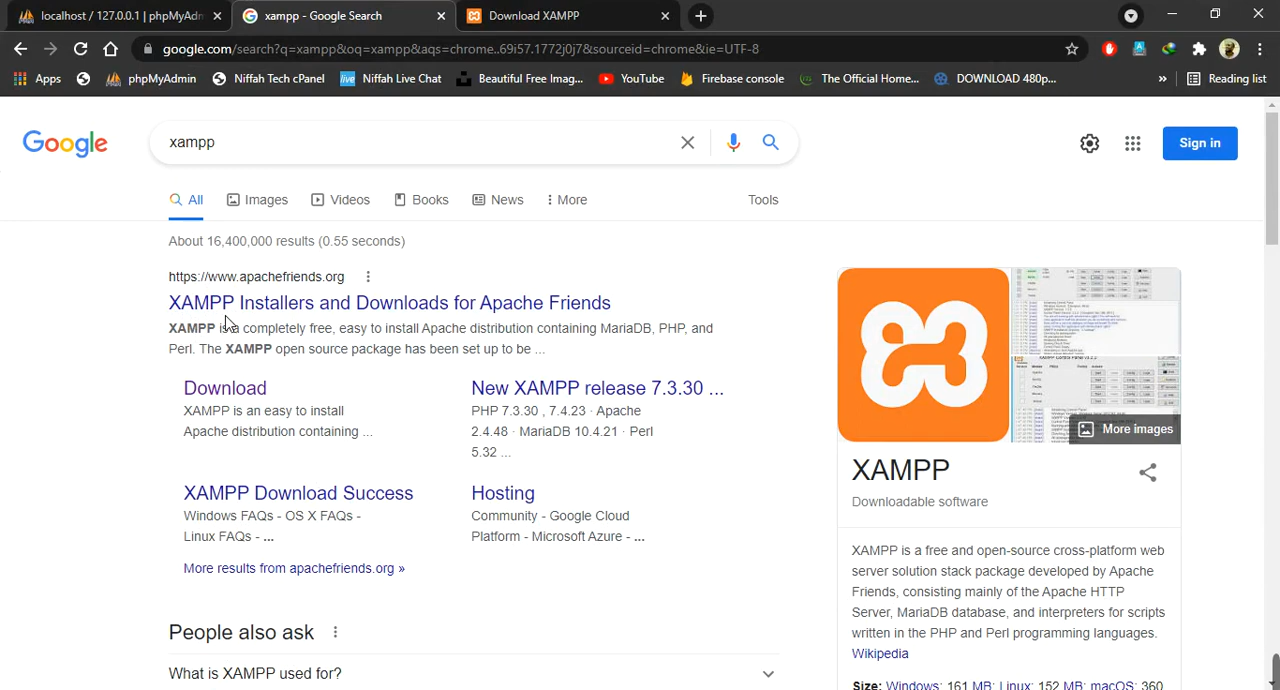 localhost / 127.0.0.1 | phpMyAdm
xampp - Google Search
Download XAMPP
google.com/search?q=xampp&oq=xampp&aqs=chrome..69i57.1772j0j7&sourceid=chrome&ie=UTF-8
Apps
phpMyAdmin
Niffah Tech cPanel
live
Niffah Live Chat
Beautiful Free Imag...
YouTube
Firebase console
The Official Home...
DOWNLOAD 480p...
»
Reading list
Google
xampp
Sign in
All
Images
Videos
Books
News
More
Tools
About 16,400,000 results (0.55 seconds)
https://www.apachefriends.org
XAMPP Installers and Downloads for Apache Friends
XAMPP is a completely free, easy to install Apache distribution containing MariaDB, PHP, and
Perl. The XAMPP open source package has been set up to be ...
Download
XAMPP is an easy to install
Apache distribution containing
New XAMPP release 7.3.30 ...
PHP 7.3.30 , 7.4.23 · Apache
2.4.48 · MariaDB 10.4.21 · Perl
5.32 ...
XAMPP Download Success
Windows FAQs - OS X FAQs -
Linux FAQs - ...
Hosting
Community - Google Cloud
Platform - Microsoft Azure - ...
More results from apachefriends.org »
People also ask
What is XAMPP used for?
More images
XAMPP
Downloadable software
XAMPP is a free and open-source cross-platform web
server solution stack package developed by Apache
Friends, consisting mainly of the Apache HTTP
Server, MariaDB database, and interpreters for scripts
written in the PHP and Perl programming languages.
Wikipedia
Size: Windows: 161 MB; Linux: 152 MB; macOS: 360